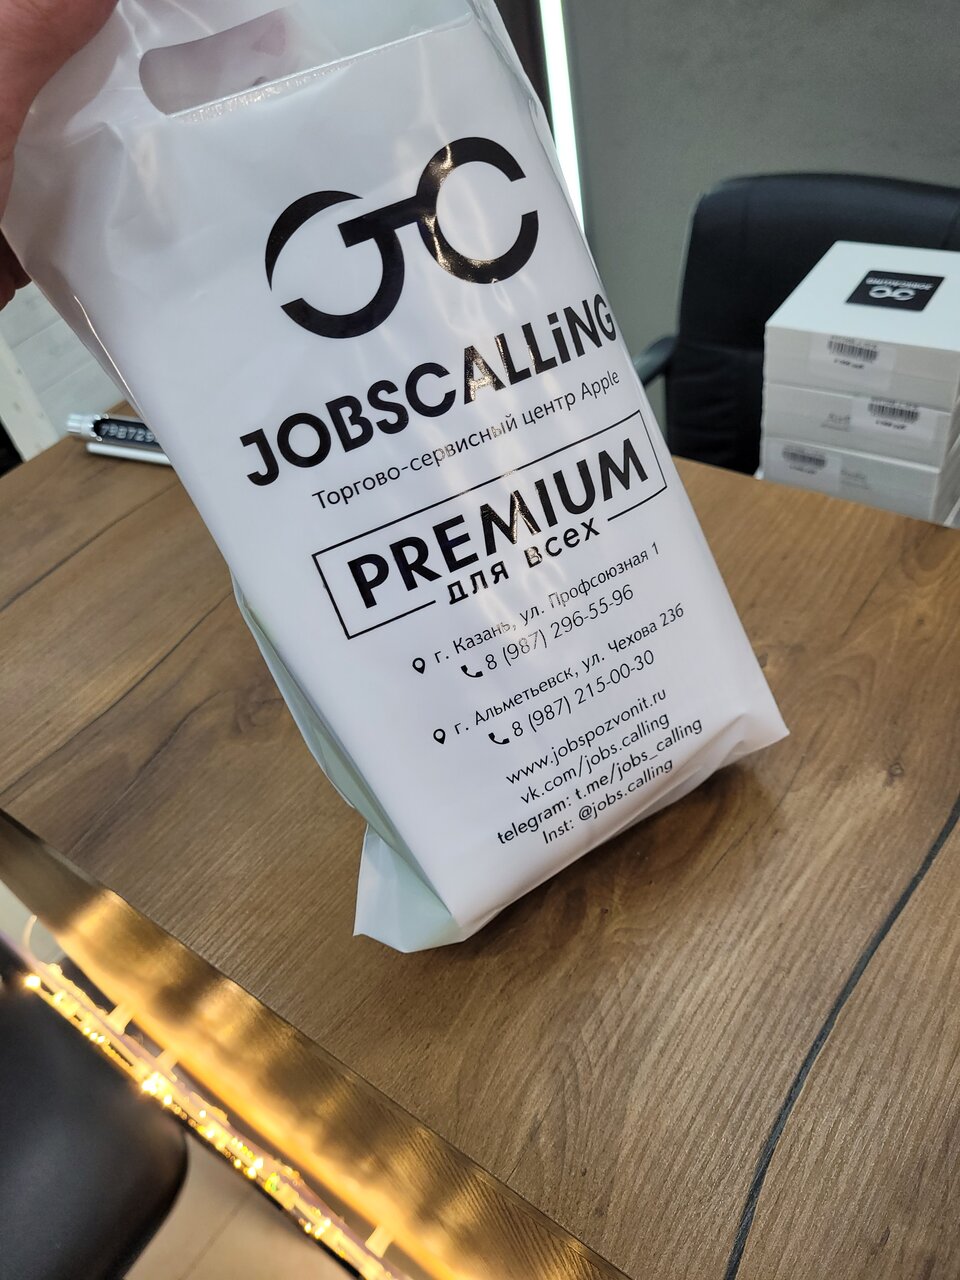 JOBSCALLiNG
Торгово-сервисный центр Apple
PREMIUM
для всех
г. Казань, ул. Профсоюзная 1
8 (987) 296-55-96
г. Альметьевск, ул. Чехова 23б
8 (987) 215-00-30
www.jobspozvonit.ru
vk.com/jobs.calling
telegram: t.me/jobs_calling
Inst: @jobs.calling
JOBSCALLING